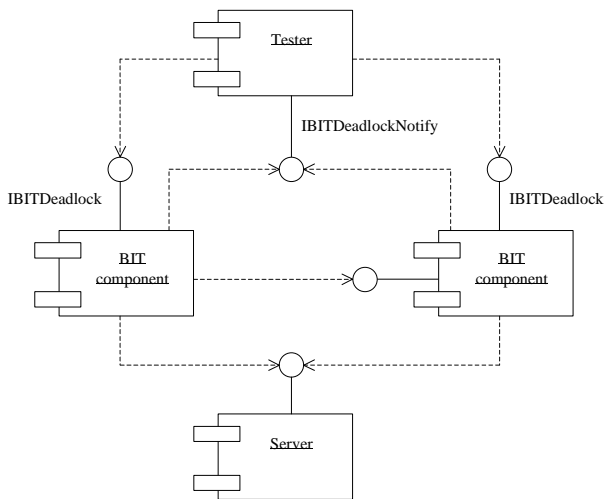 Tester
IBITDeadlockNotify
IBITDeadlock
IBITDeadlock
BIT
component
BIT
component
Server